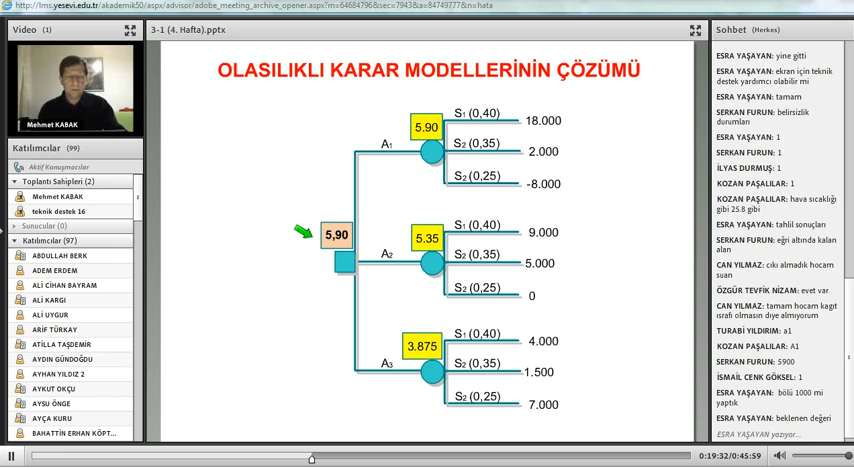 http://lms.yesevi.edu.tr/akademik50/aspx/advisor/adobe_meeting_archive_opener.aspx?m=64684796&sec=7943&a=84749777&n=hata
Video (1)
Mehmet KABAK
Katılımcılar (99)
Aktif Konuşmacılar
Toplantı Sahipleri (2)
Mehmet KABAK
teknik destek 16
Sunucular (0)
Katılımcılar (97)
ABDULLAH BERK
ADEM ERDEM
ALİ CİHAN BAYRAM
ALİ KARGI
ALİ UYGUR
ARİF TÜRKAY
ATİLLA TAŞDEMİR
AYDIN GÜNDOĞDU
AYHAN YILDIZ 2
AYKUT OKÇU
AYSU ÖNGE
AYÇA KURU
BAHATTİN ERHAN KÖPT...
3-1 (4. Hafta).pptx
OLASILIKLI KARAR MODELLERİNİN ÇÖZÜMÜ
5,90
A1
5.90
S1 (0,40)
18.000
S2 (0,35)
2.000
S2 (0,25)
-8.000
A2
5.35
S1 (0,40)
9.000
S2 (0,35)
5.000
S2 (0,25)
0
A3
3.875
S1 (0,40)
4.000
S2 (0,35)
1.500
S2 (0,25)
7.000
Sohbet (Herkes)
ESRA YAŞAYAN: yine gitti
ESRA YAŞAYAN: ekran için teknik
destek yardımcı olabilir mi
ESRA YAŞAYAN: tamam
SERKAN FURUN: belirsizlik
durumları
ESRA YAŞAYAN: 1
SERKAN FURUN: 1
İLYAS DURMUŞ: 1
KOZAN PAŞALILAR: 1
KOZAN PAŞALILAR: hava sıcaklığı
gibi 25.8 gibi
ESRA YAŞAYAN: tahlil sonuçları
SERKAN FURUN: eğri altında kalan
alan
CAN YILMAZ: cıkı almadık hocam
suan
ÖZGÜR TEVFİK NİZAM: evet var
CAN YILMAZ: tamam hocam kagıt
ısrafı olmasın dıye almıyorum
TURABİ YILDIRIM: a1
KOZAN PAŞALILAR: A1
SERKAN FURUN: 5900
İSMAİL CENK GÖKSEL: 1
ESRA YAŞAYAN: bölü 1000 mi
yaptık
ESRA YAŞAYAN: beklenen değeri
ESRA YAŞAYAN yazıyor...
0:19:32/0:45:59